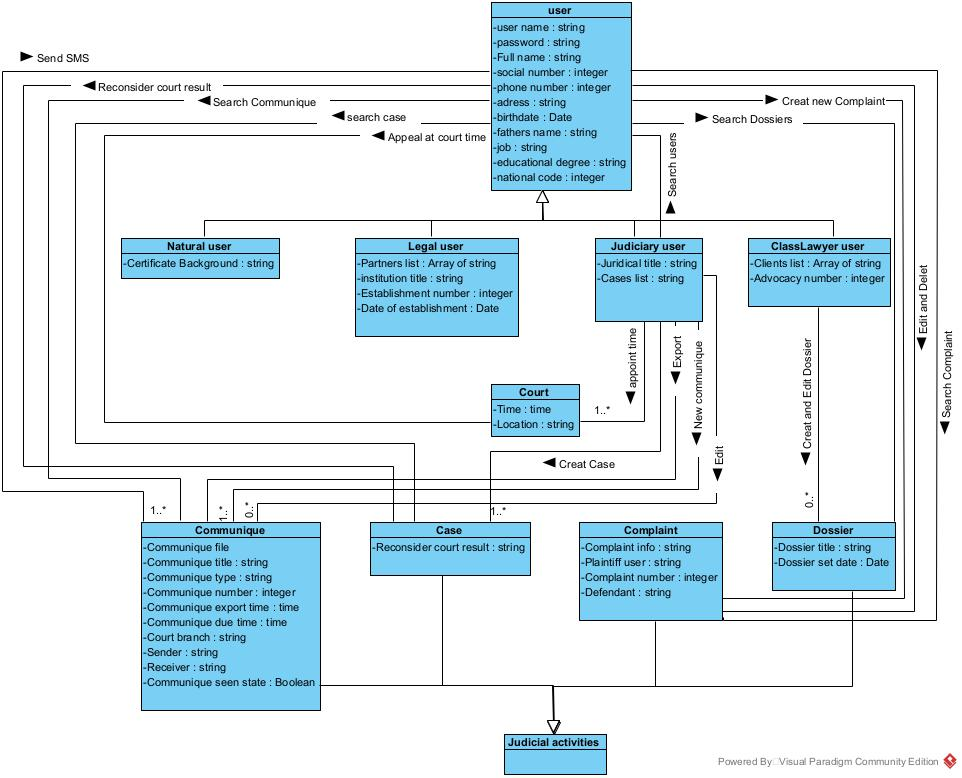 user
-user name : string
-password : string
-Full name : string
-social number : integer
-phone number : integer
-adress : string
-birthdate : Date
-fathers name : string
-job : string
-educational degree : string
-national code : integer
Send SMS
Reconsider court result
Search Communique
search case
Appeal at court time
Creat new Complaint
Search Dossiers
Search users
Natural user
-Certificate Background : string
Legal user
-Partners list : Array of string
-institution title : string
-Establishment number : integer
-Date of establishment : Date
Judiciary user
-Juridical title : string
-Cases list : string
ClassLawyer user
-Clients list : Array of string
-Advocacy number : integer
Edit and Delet
Search Complaint
appoint time
Export
New communique
Edit
Creat and Edit Dossier
Court
-Time : time
-Location : string
1..*
Creat Case
1..*
1..*
0..*
1..*
0..*
Communique
-Communique file
-Communique title : string
-Communique type : string
-Communique number : integer
-Communique export time : time
-Communique due time : time
-Court branch : string
-Sender : string
-Receiver : string
-Communique seen state : Boolean
Case
-Reconsider court result : string
Complaint
-Complaint info : string
-Plaintiff user : string
-Complaint number : integer
-Defendant : string
Dossier
-Dossier title : string
-Dossier set date : Date
Judicial activities
Powered By Visual Paradigm Community Edition